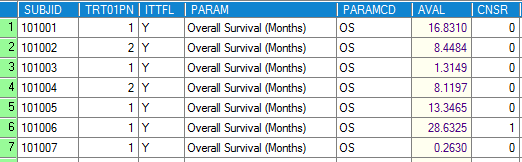 SUBJID TRT01PN ITTFL PARAM PARAMCD AVAL CNSR
1 101001 1 Y Overall Survival (Months) OS 16.8310 0
2 101002 2 Y Overall Survival (Months) OS 8.4484 0
3 101003 1 Y Overall Survival (Months) OS 1.3149 0
4 101004 2 Y Overall Survival (Months) OS 8.1197 0
5 101005 1 Y Overall Survival (Months) OS 13.3465 0
6 101006 1 Y Overall Survival (Months) OS 28.6325 1
7 101007 1 Y Overall Survival (Months) OS 0.2630 0